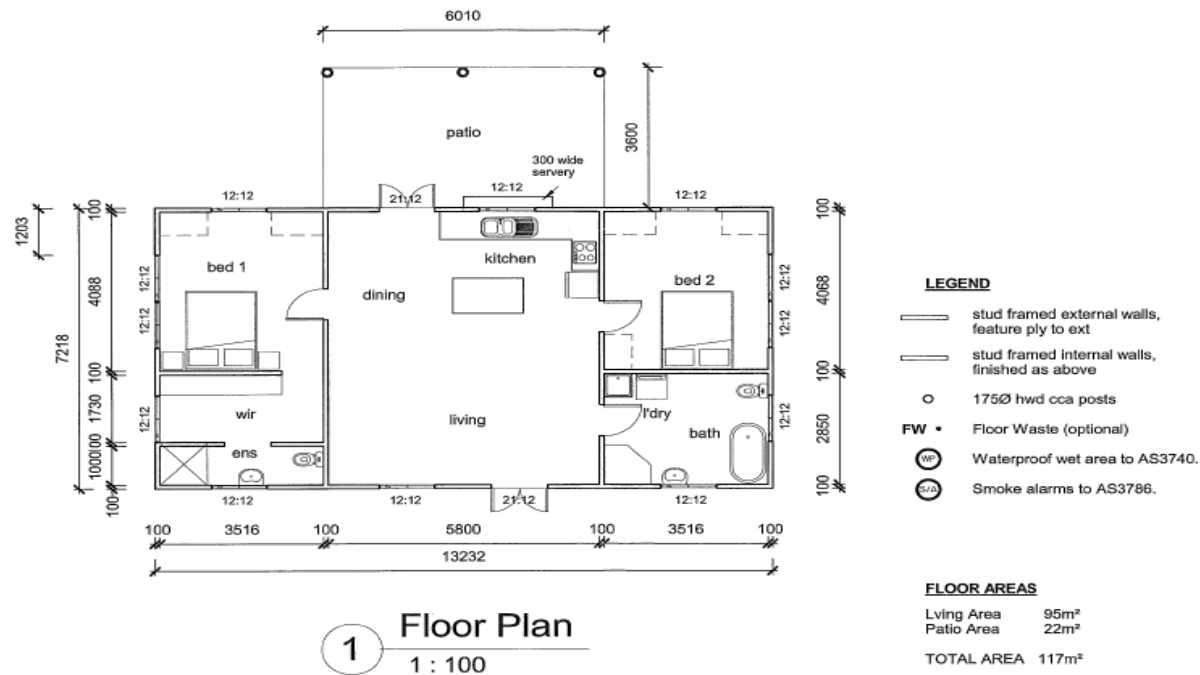 6010
3600
patio
300 wide
servery
12:12
21:12
12:12
12:12
1203
7218
100
4088
100
1730
100
1000
100
bed 1
dining
kitchen
bed 2
12:12
12:12
12:12
12:12
12:12
12:12
wir
ens
living
l'dry
bath
100
4068
100
2850
100
12:12
12:12
21:12
12:12
100
3516
100
5800
100
3516
100
13232
LEGEND
stud framed external walls,
feature ply to ext
stud framed internal walls,
finished as above
175Ø hwd cca posts
FW • Floor Waste (optional)
WP Waterproof wet area to AS3740.
S/A Smoke alarms to AS3786.
FLOOR AREAS
Lving Area 95m²
Patio Area 22m²
TOTAL AREA 117m²
1 Floor Plan
1 : 100